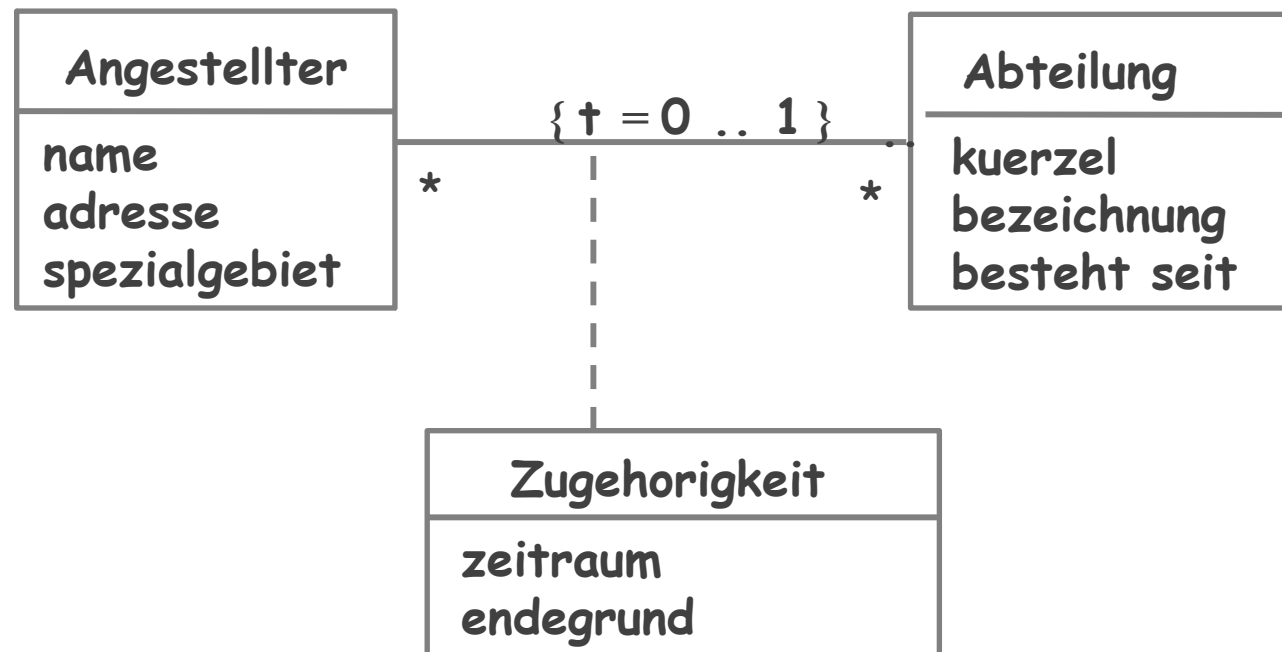 Angestellter
name
adresse
spezialgebiet
{ t = 0 .. 1 }
*
*
..
Abteilung
kuerzel
bezeichnung
besteht seit
Zugehorigkeit
zeitraum
endegrund